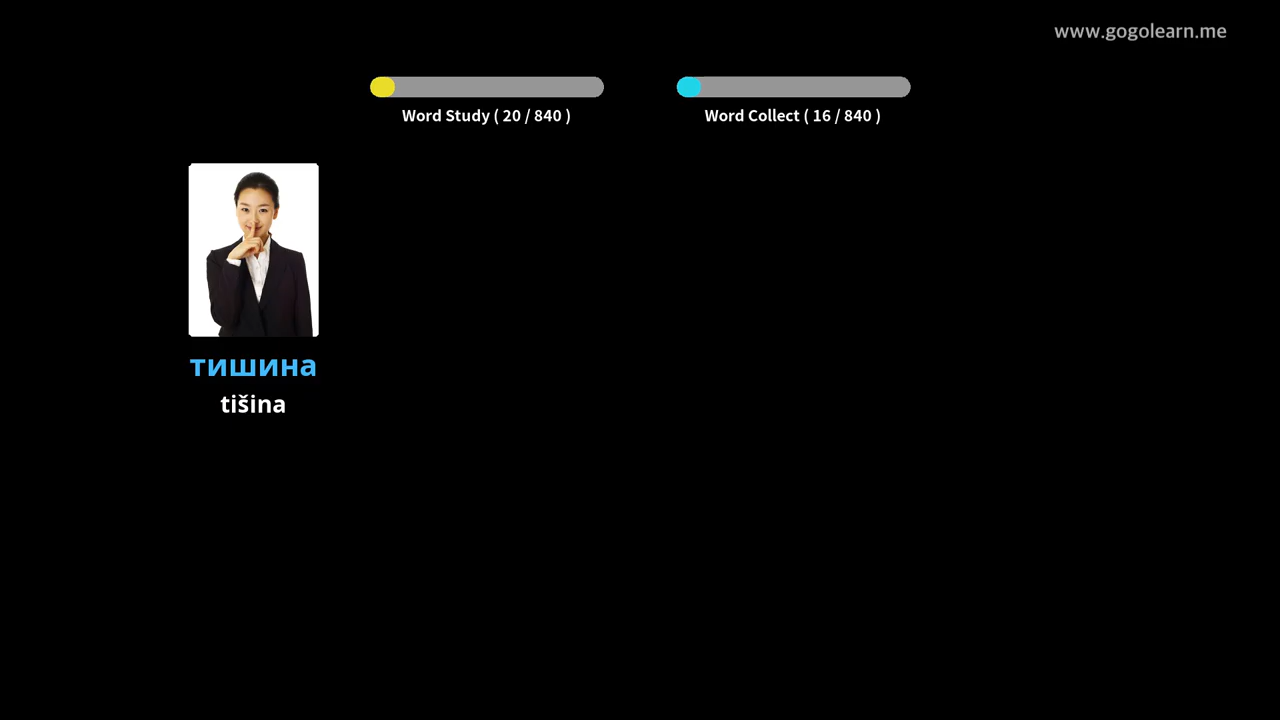 www.gogolearn.me
Word Study ( 20 / 840 )
Word Collect ( 16 / 840 )
тишина
tišina